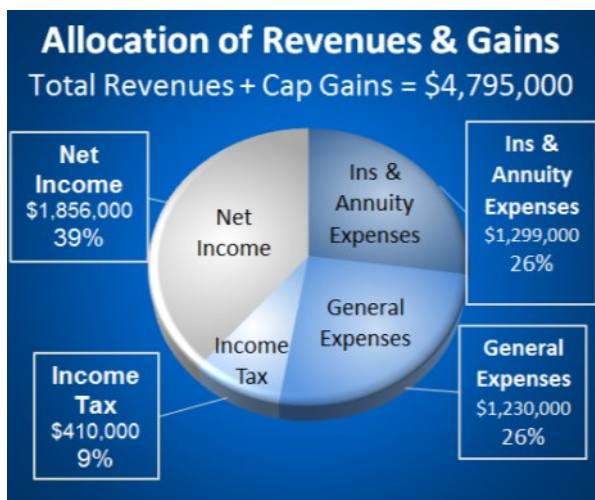 Allocation of Revenues & Gains
Total Revenues + Cap Gains = $4,795,000
Net
Income
$1,856,000
39%
Ins &
Annuity
Expenses
$1,299,000
26%
Net
Income
Ins &
Annuity
Expenses
General
Expenses
Income
Tax
Income
Tax
$410,000
9%
General
Expenses
$1,230,000
26%